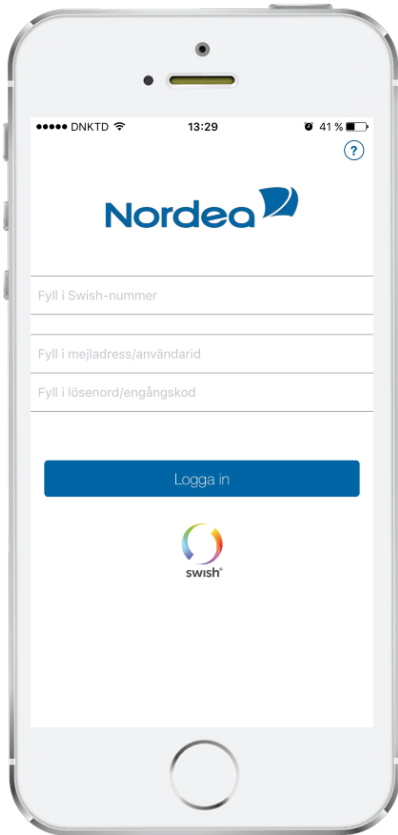 ●●●●● DNKTD 13:29 41 %
?
Nordea
Fyll i Swish-nummer
Fyll i mejladress/användarid
Fyll i lösenord/engångskod
Logga in
swish®